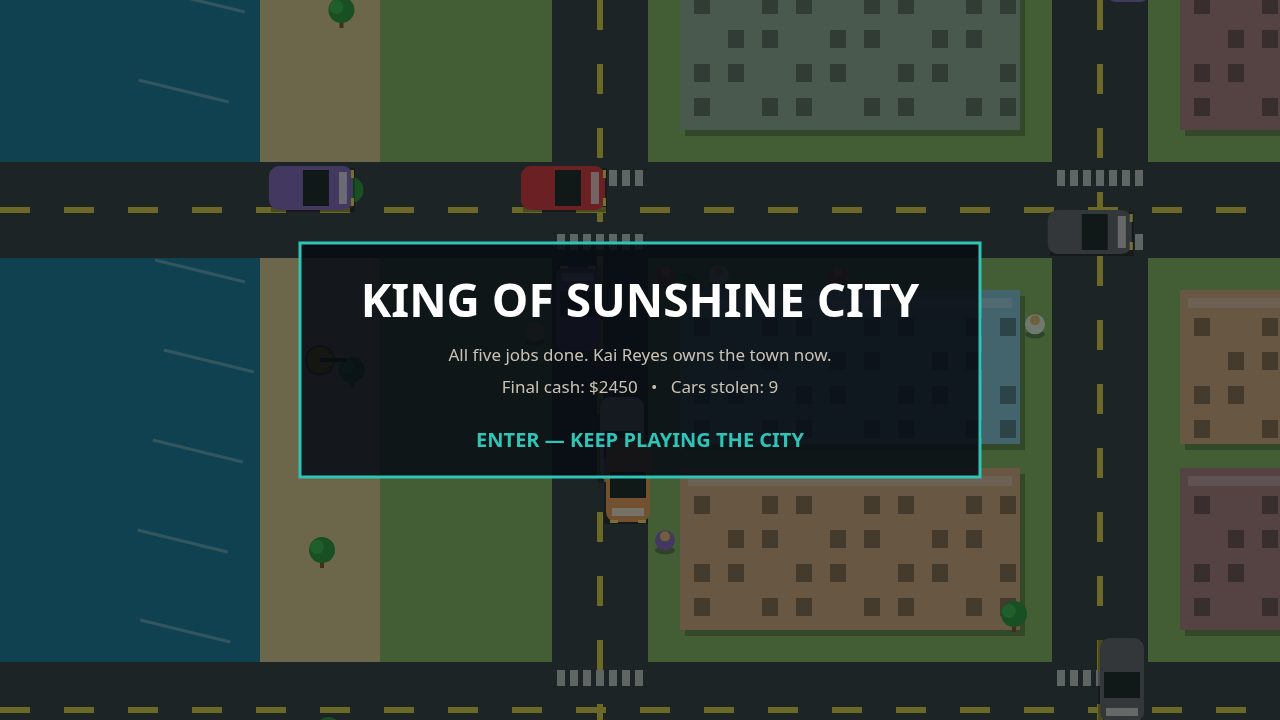 KING OF SUNSHINE CITY
All five jobs done. Kai Reyes owns the town now.
Final cash: $2450 • Cars stolen: 9
ENTER — KEEP PLAYING THE CITY